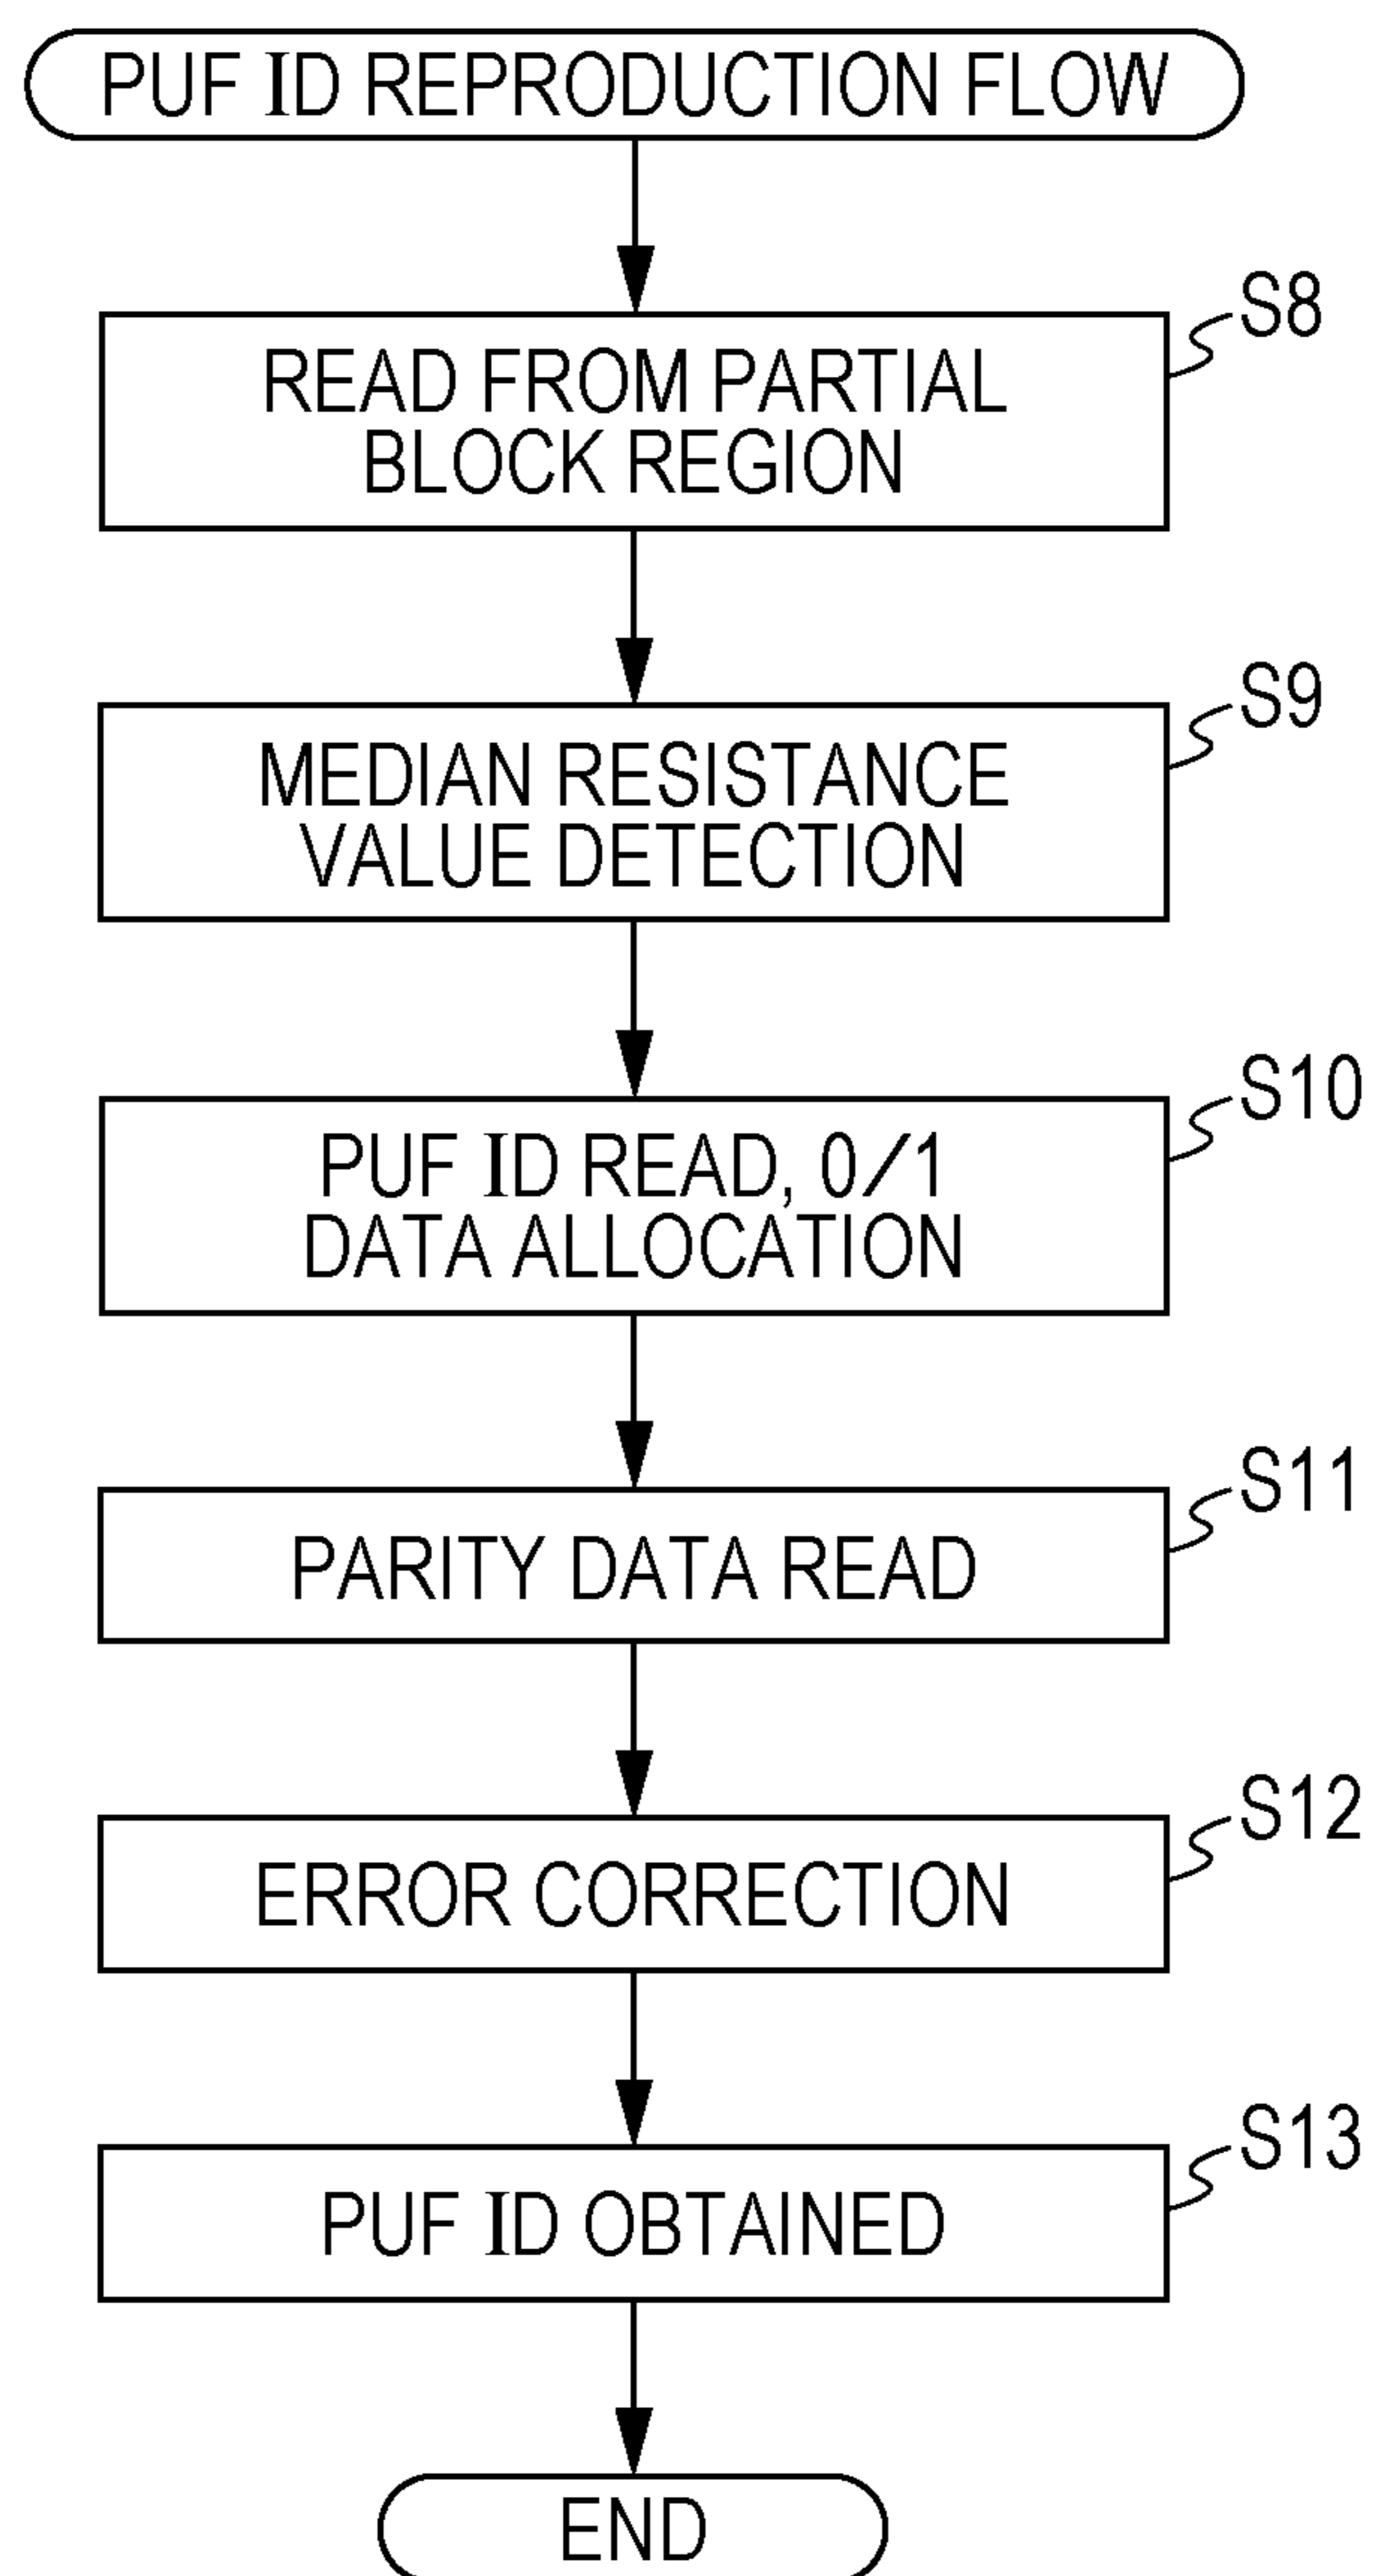 PUF ID REPRODUCTION FLOW
S8
READ FROM PARTIAL
BLOCK REGION
S9
MEDIAN RESISTANCE
VALUE DETECTION
S10
PUF ID READ, 0/1
DATA ALLOCATION
S11
PARITY DATA READ
S12
ERROR CORRECTION
S13
PUF ID OBTAINED
END